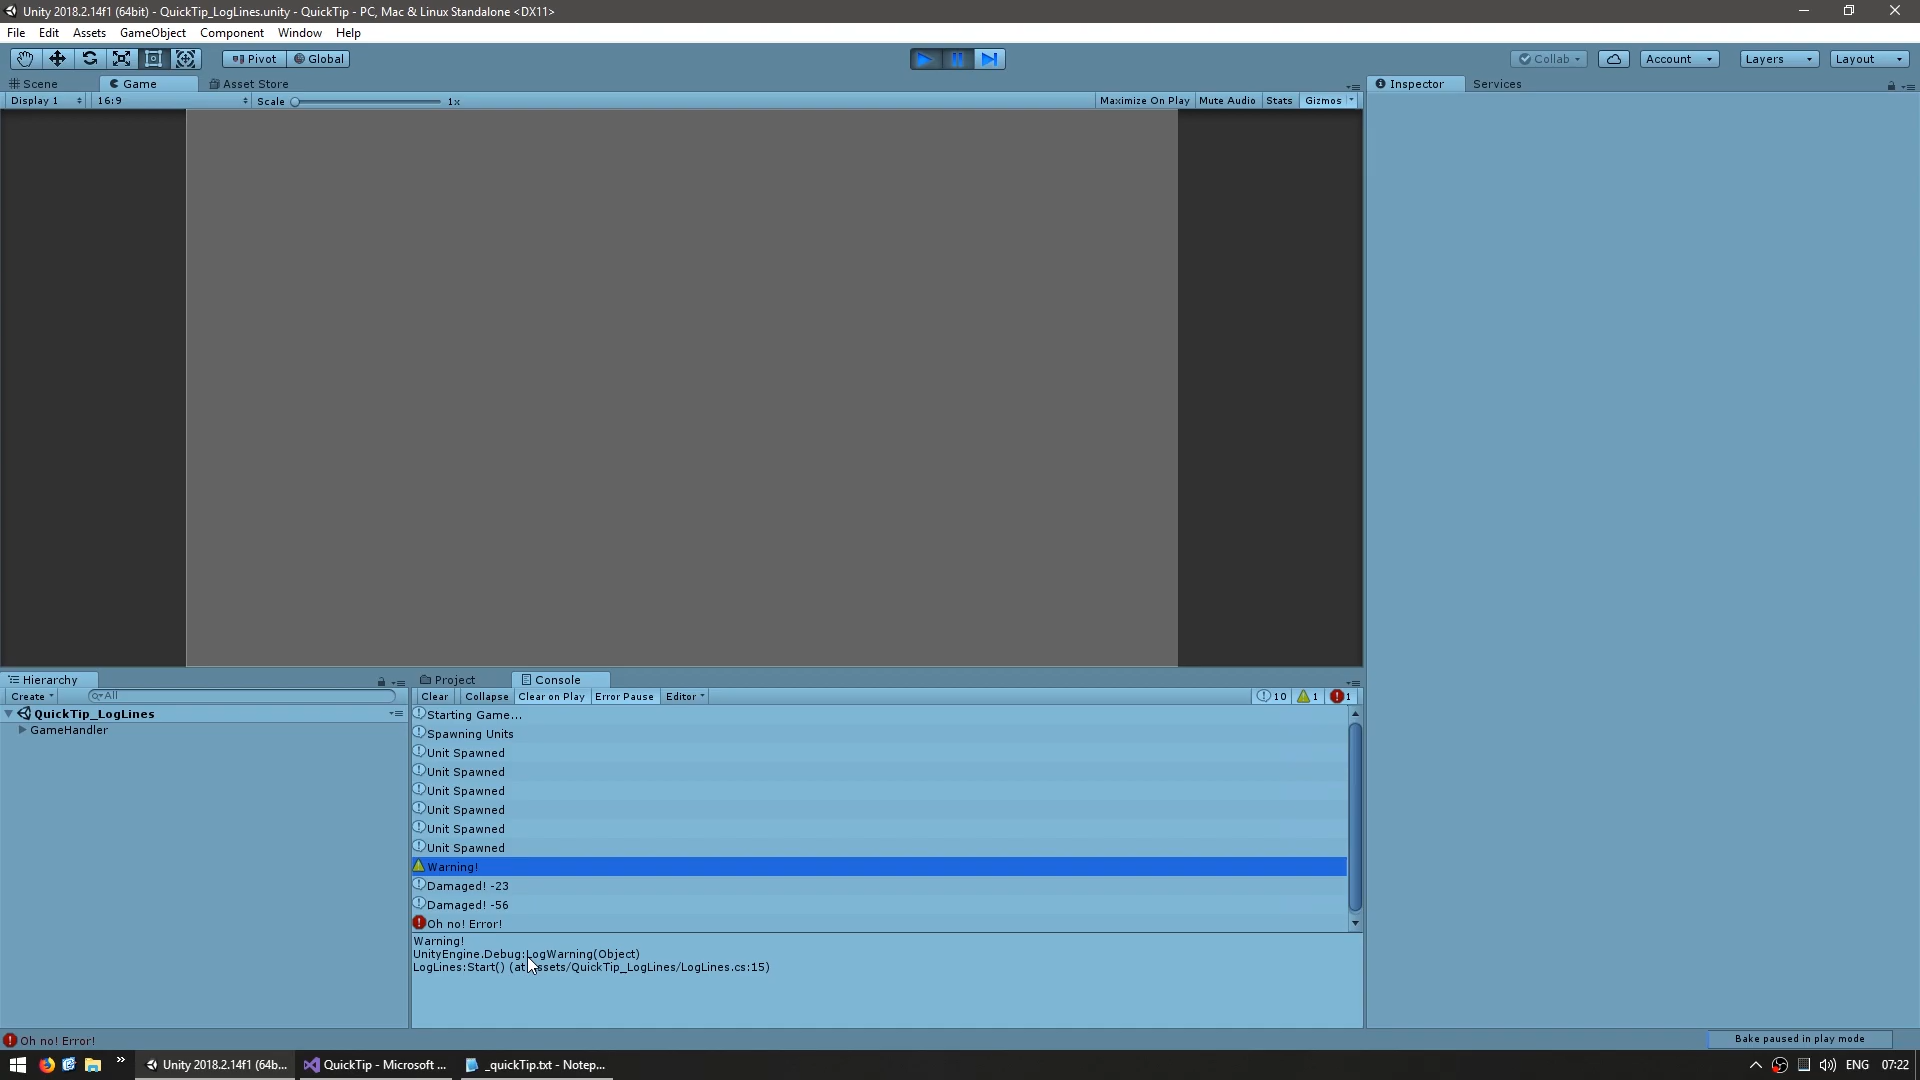 Unity 2018.2.14f1 (64bit) - QuickTip_LogLines.unity - QuickTip - PC, Mac & Linux Standalone <DX11>
File Edit Assets GameObject Component Window Help
Pivot Global Collab Account Layers Layout
Scene Game Asset Store Inspector Services
Display 1 16:9 Scale 1x Maximize On Play Mute Audio Stats Gizmos
Hierarchy Project Console
Create All Clear Collapse Clear on Play Error Pause Editor 10 1 1
QuickTip_LogLines
GameHandler
Starting Game...
Spawning Units
Unit Spawned
Unit Spawned
Unit Spawned
Unit Spawned
Unit Spawned
Unit Spawned
Warning!
Damaged! -23
Damaged! -56
Oh no! Error!
Warning!
UnityEngine.Debug:LogWarning(Object)
LogLines:Start() (at Assets/QuickTip_LogLines/LogLines.cs:15)
Oh no! Error! Bake paused in play mode
Unity 2018.2.14f1 (64b... QuickTip - Microsoft ... _quickTip.txt - Notep... ENG 07:22